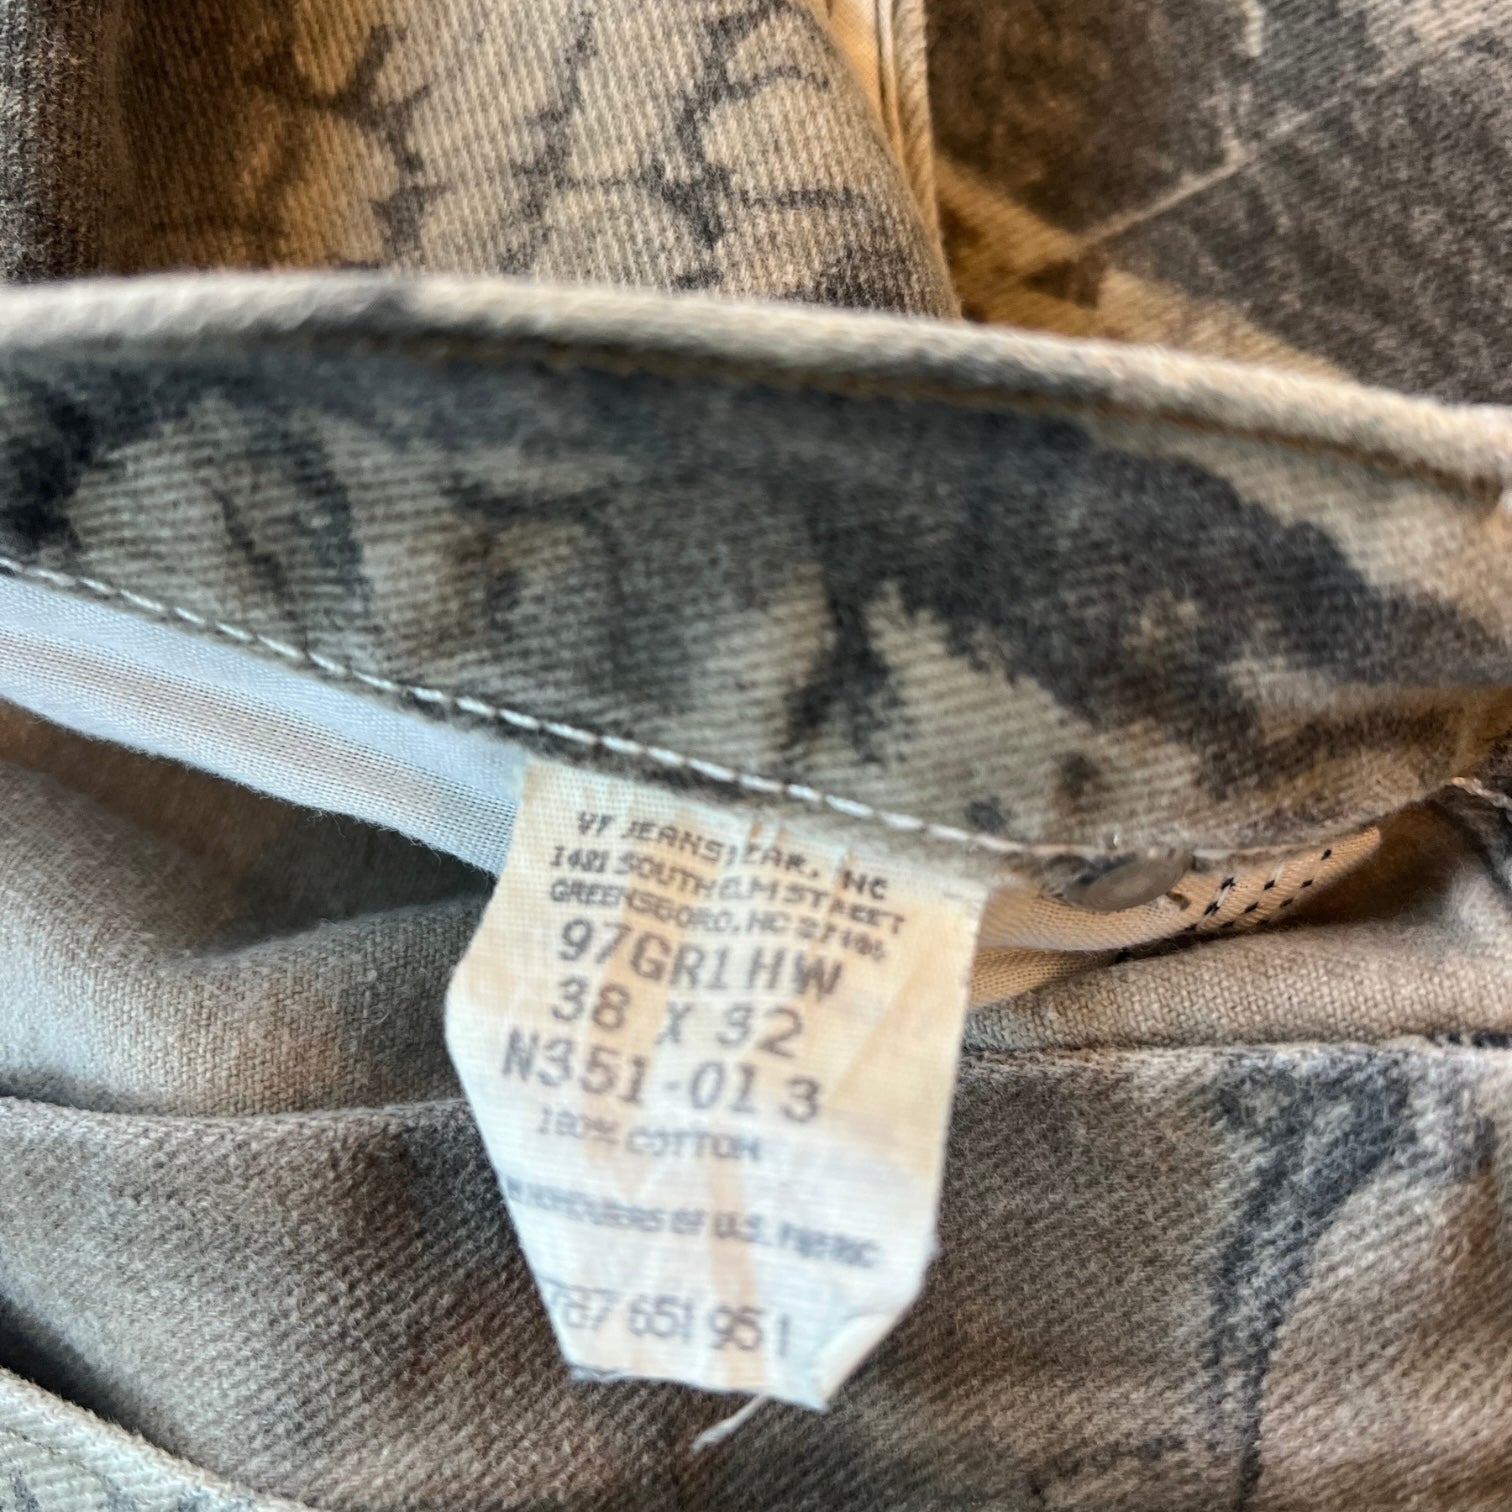 VF JEANSWEAR, INC
1421 SOUTH ELM STREET
GREENSBORO, NC 27406
97GR1HW
38 X 32
N351-01 3
100% COTTON
OF U.S. FABRIC
787 651 951